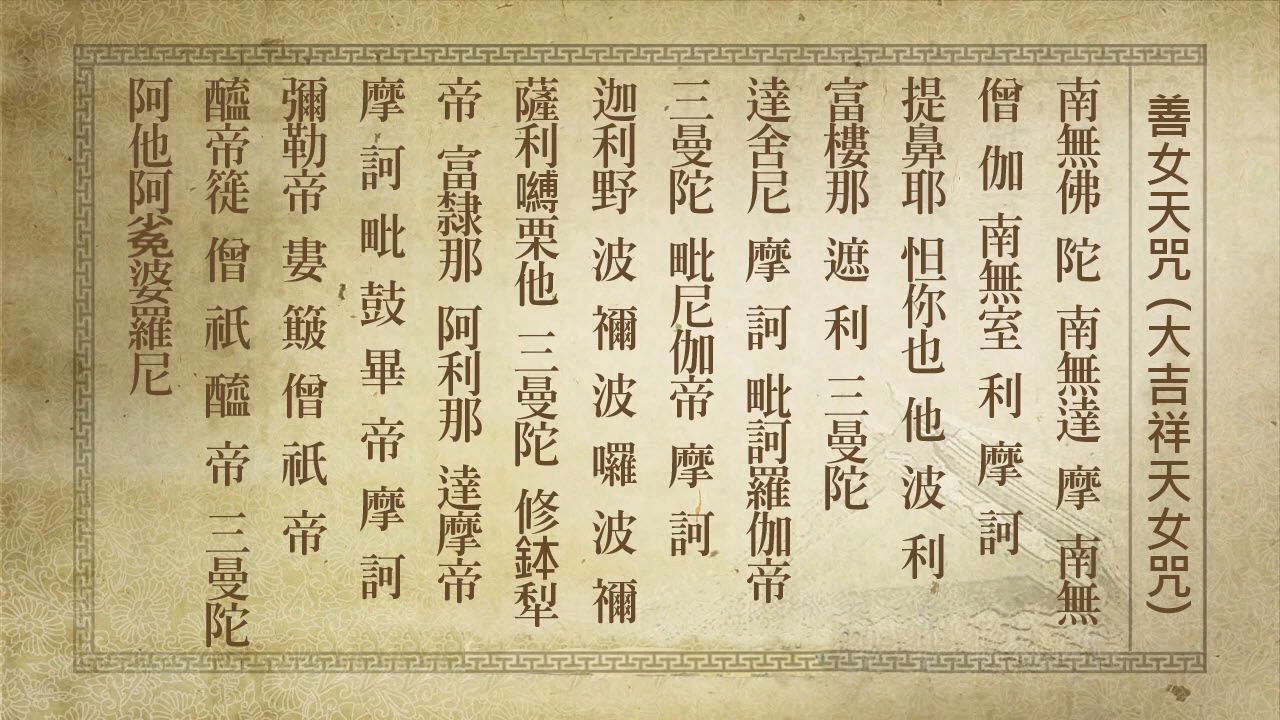 善女天咒(大吉祥天女咒)
南無佛 陀 南無達 摩 南無
僧 伽 南無室 利 摩 訶
提鼻耶 怛你也 他 波 利
富樓那 遮 利 三曼陀
達舍尼 摩 訶 毗訶羅伽帝
三曼陀 毗尼伽帝 摩 訶
迦利野 波 禰 波 囉 波 禰
薩利嚩栗他 三曼陀 修鉢犁
帝 富隸那 阿利那 達摩帝
摩 訶 毗 鼓 畢 帝 摩 訶
彌勒帝 婁 簸 僧 祇 帝
醯帝簁 僧 祇 醯 帝 三曼陀
阿他阿㝹婆羅尼